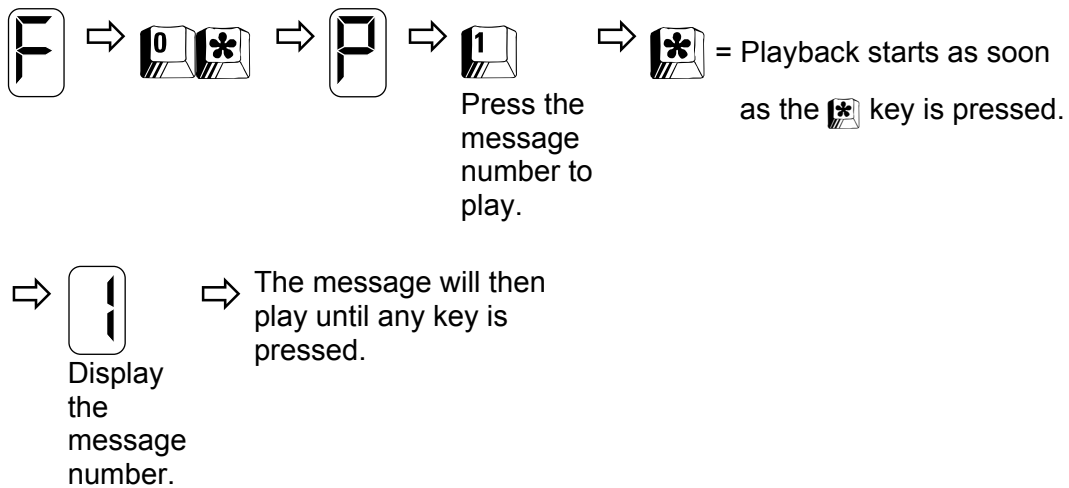 F ⇨ 0 * ⇨ P ⇨ 1 ⇨ * = Playback starts as soon
as the * key is pressed.
Press the
message
number to
play.
⇨ 1 ⇨ The message will then
play until any key is
pressed.
Display
the
message
number.